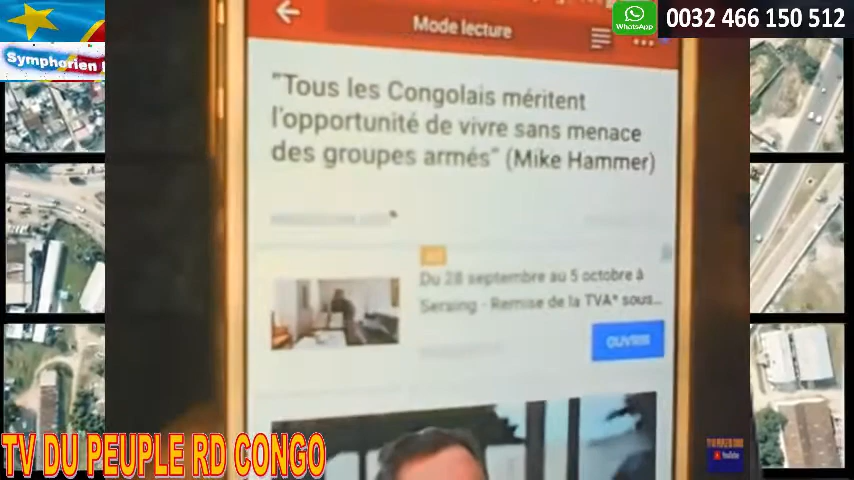 Mode lecture
WhatsApp
0032 466 150 512
Symphorien
"Tous les Congolais méritent
l'opportunité de vivre sans menace
des groupes armés" (Mike Hammer)
Du 28 septembre au 5 octobre à
Seraing - Remise de la TVA* sous...
OUVRIR
TV DU PEUPLE RD CONGO
YouTube